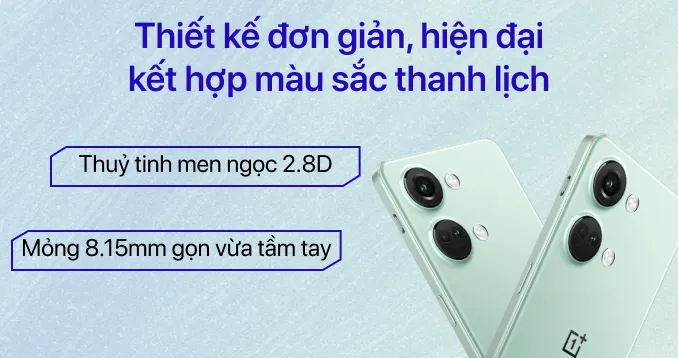 Thiết kế đơn giản, hiện đại
kết hợp màu sắc thanh lịch
Thuỷ tinh men ngọc 2.8D
Mỏng 8.15mm gọn vừa tầm tay
1+